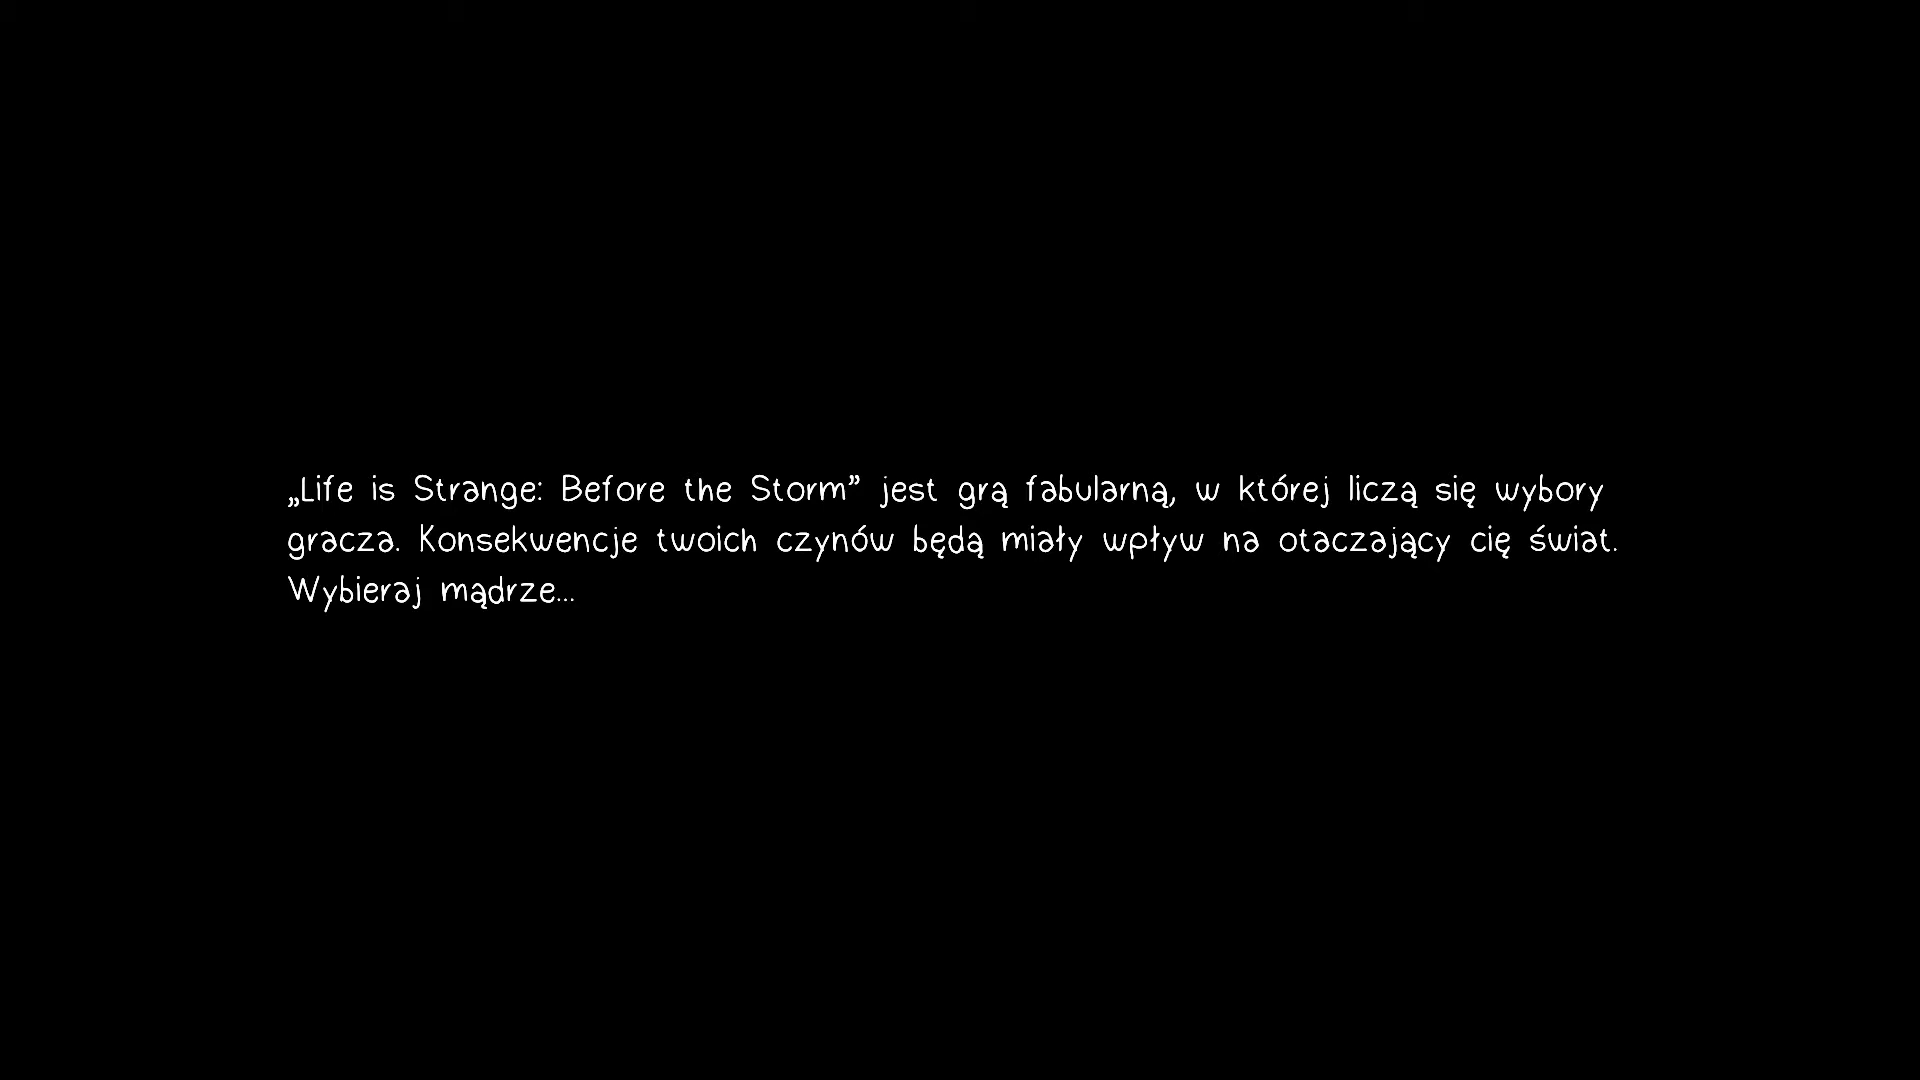 „Life is Strange: Before the Storm” jest grą fabularną, w której liczą się wybory
gracza. Konsekwencje twoich czynów będą miały wpływ na otaczający cię świat.
Wybieraj mądrze...